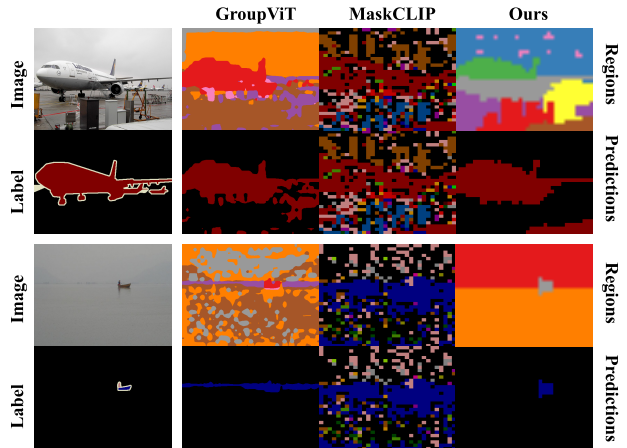 GroupViT MaskCLIP Ours
Image
Regions
Label
Predictions
Image
Regions
Label
Predictions